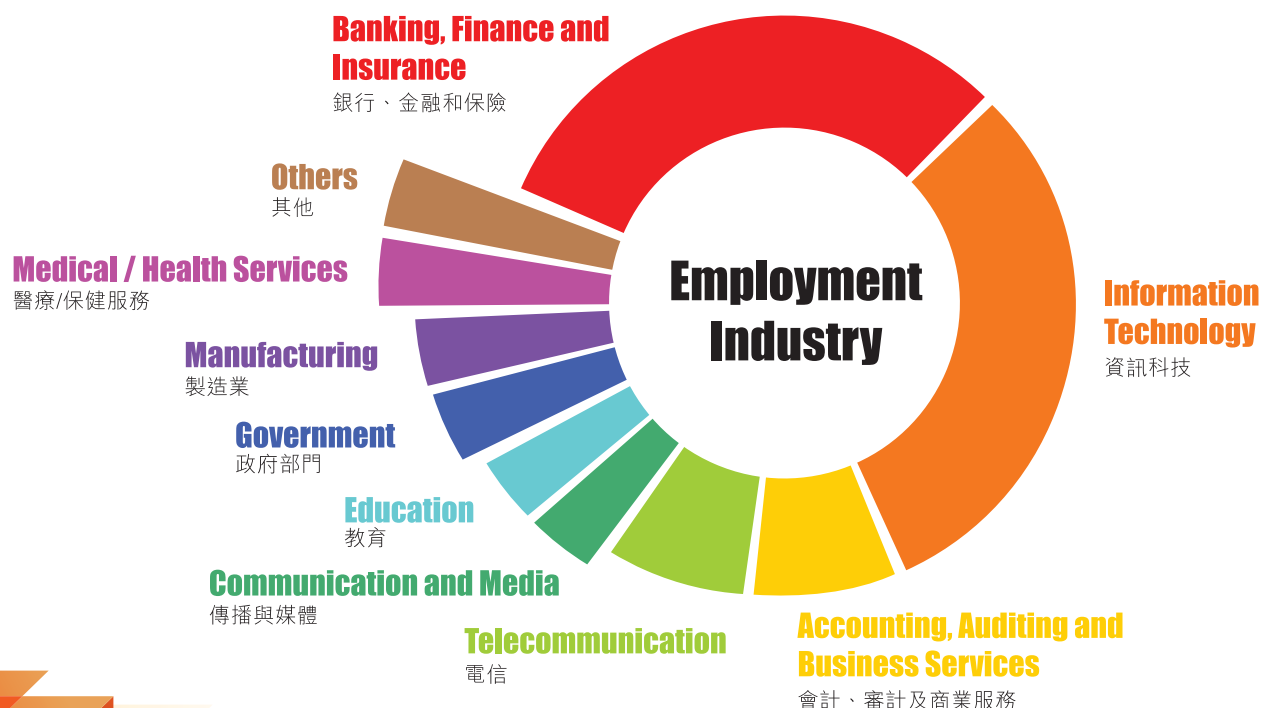 Banking, Finance and
Insurance
銀行、金融和保險
Others
其他
Medical / Health Services
醫療/保健服務
Manufacturing
製造業
Government
政府部門
Education
教育
Communication and Media
傳播與媒體
Telecommunication
電信
Accounting, Auditing and
Business Services
會計、審計及商業服務
Information
Technology
資訊科技
Employment
Industry